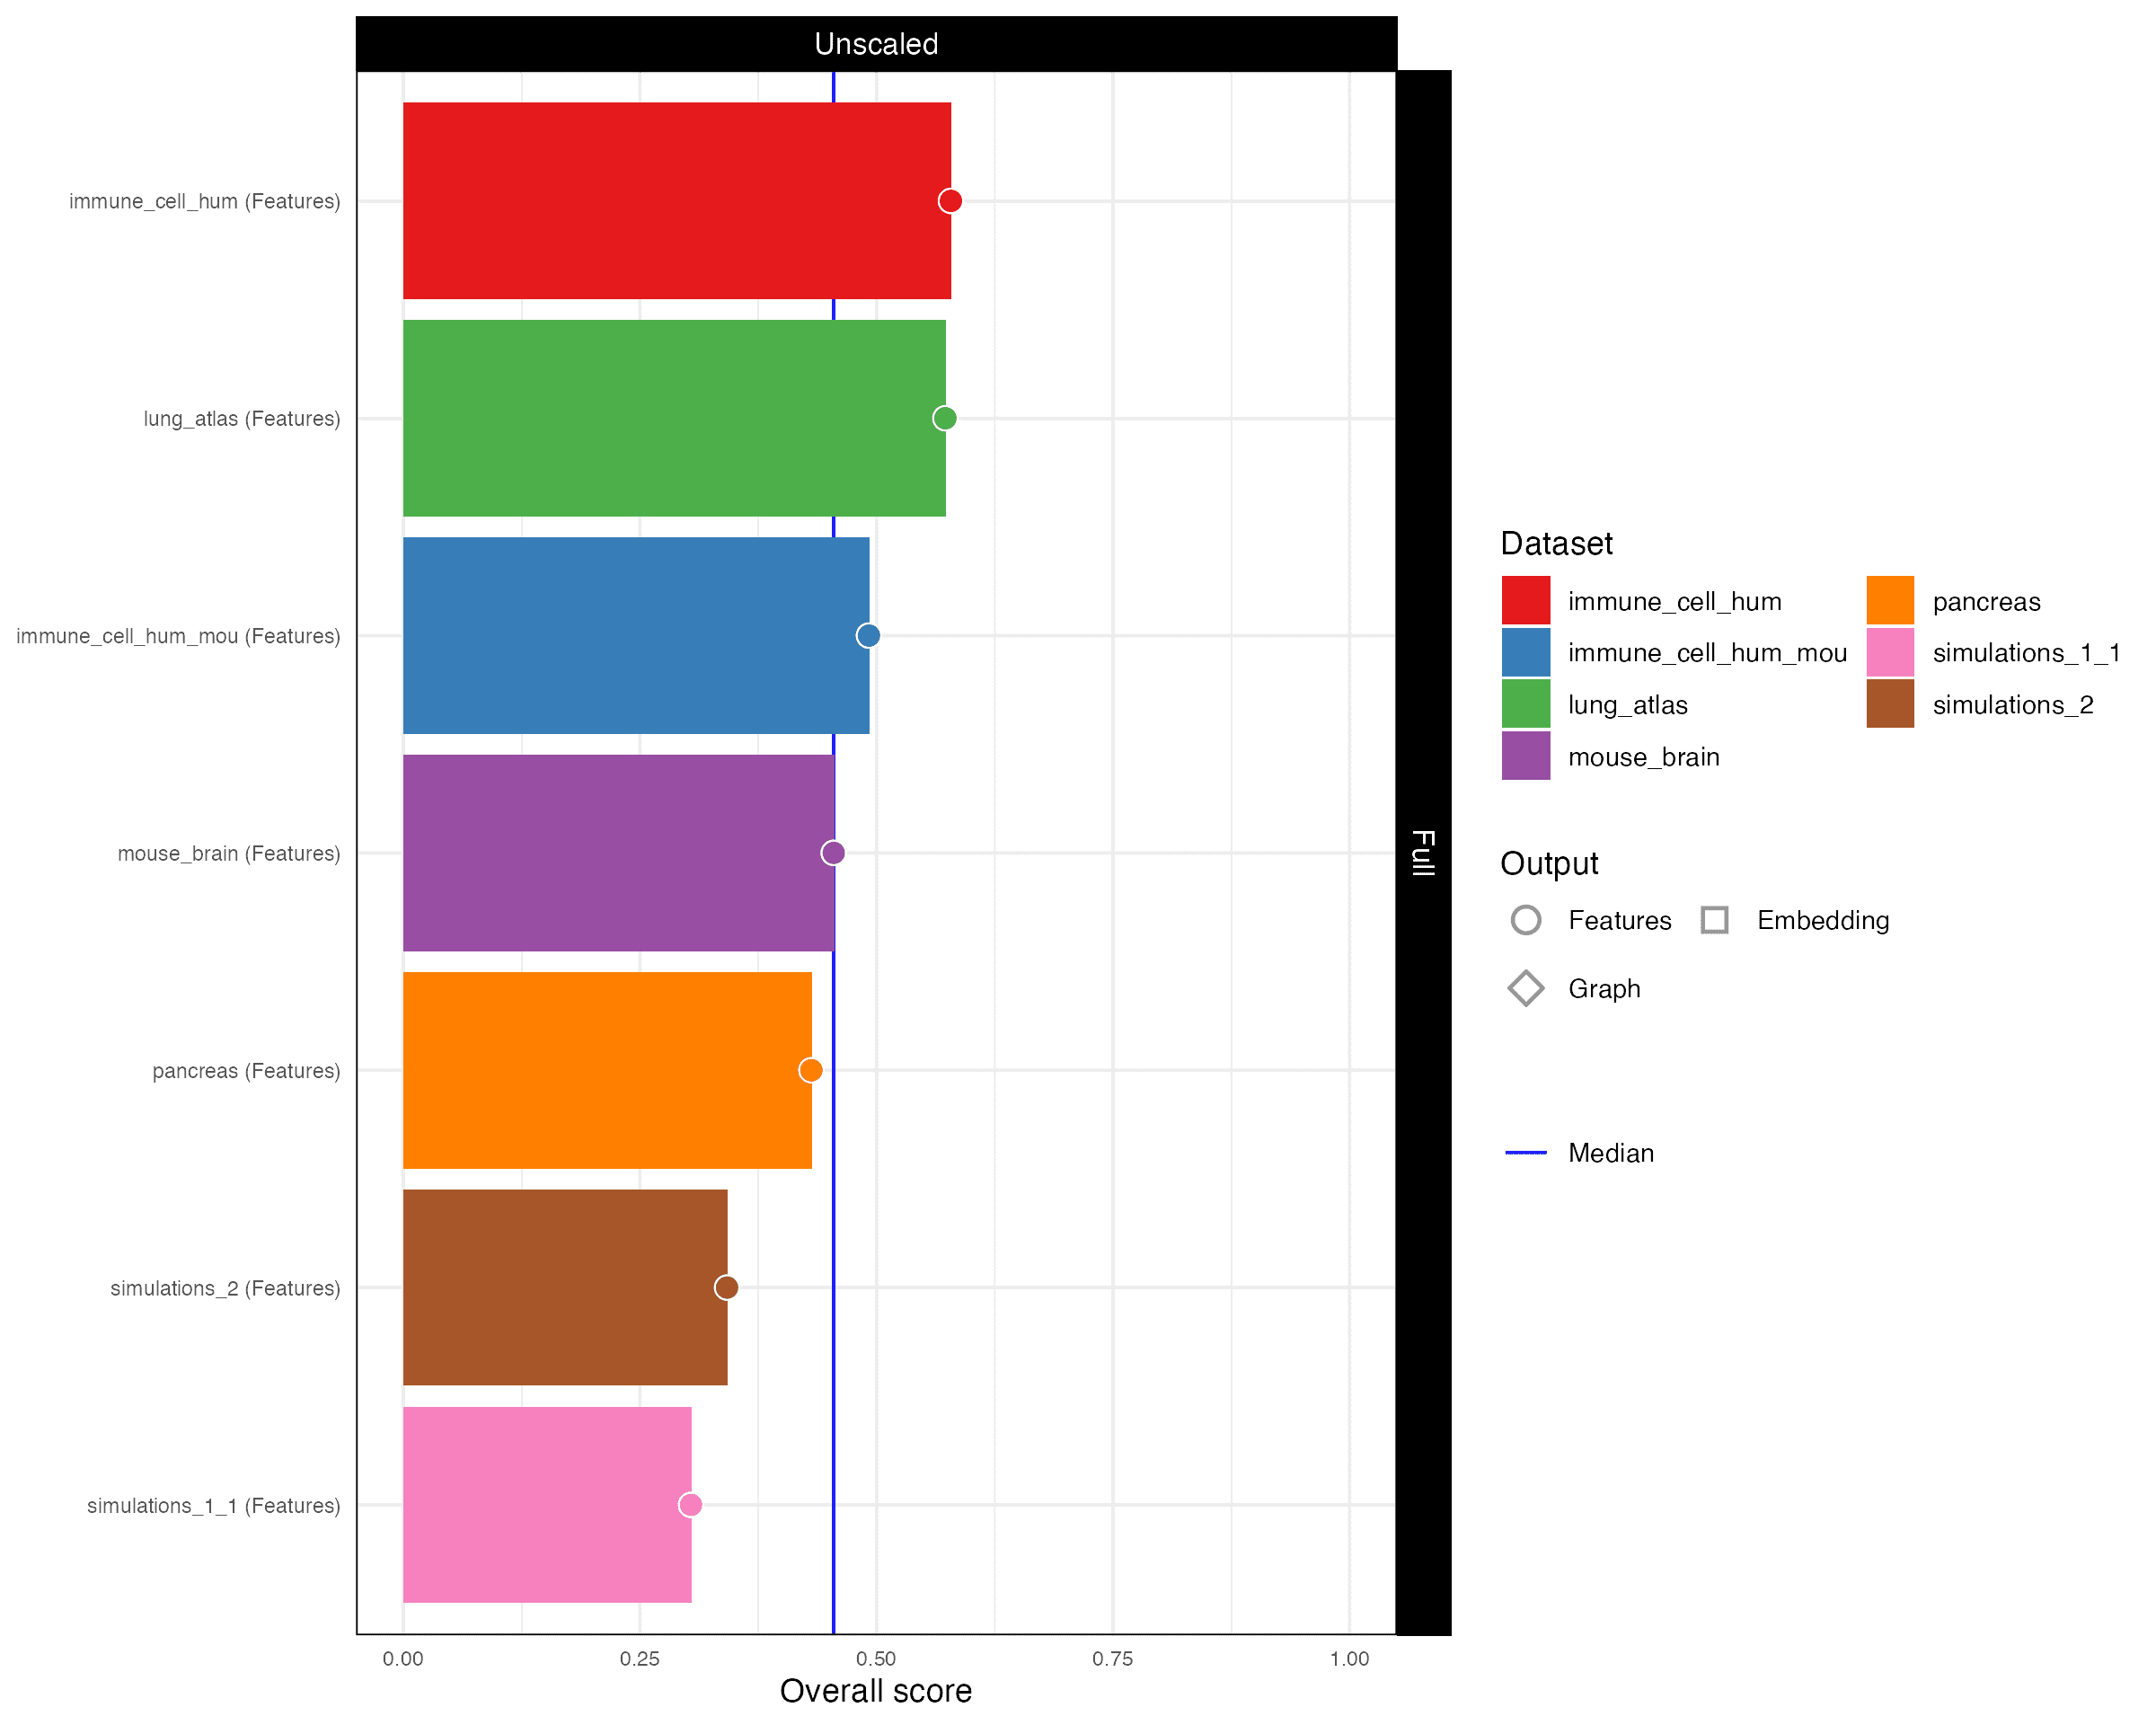 Unscaled
immune_cell_hum (Features)
lung_atlas (Features)
immune_cell_hum_mou (Features)
mouse_brain (Features)
pancreas (Features)
simulations_2 (Features)
simulations_1_1 (Features)
0.00 0.25 0.50 0.75 1.00
Overall score
Full
Dataset
immune_cell_hum pancreas
immune_cell_hum_mou simulations_1_1
lung_atlas simulations_2
mouse_brain
Output
Features Embedding
Graph
Median